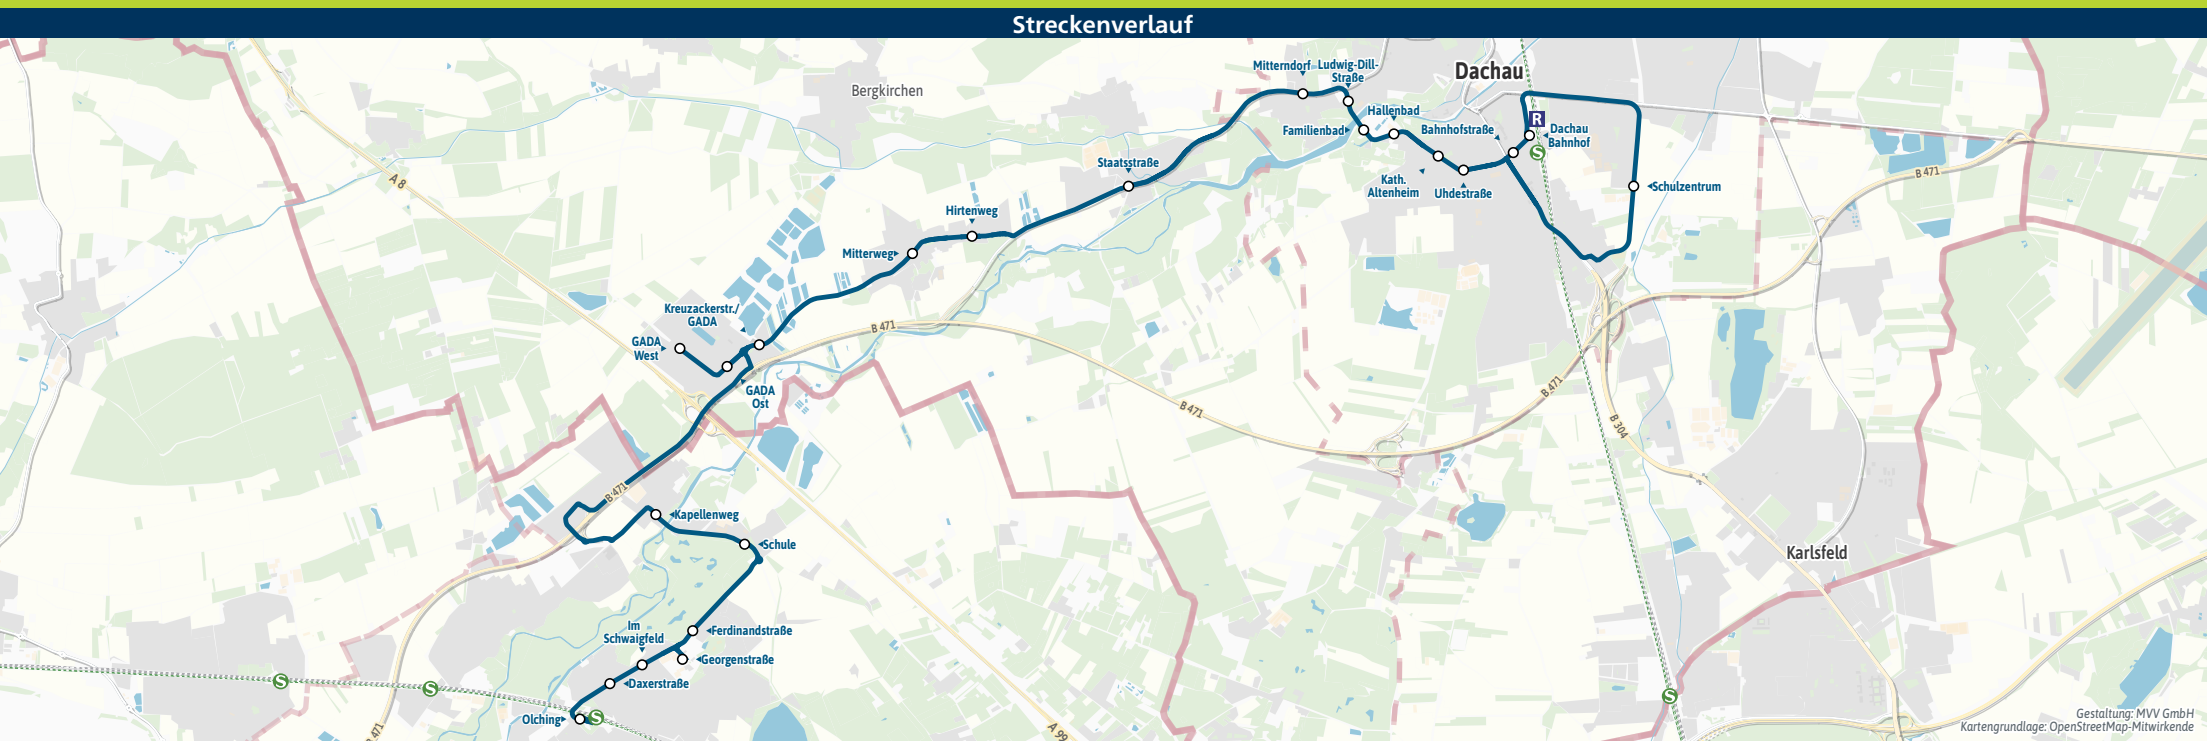 Streckenverlauf
Mitterndorf
Ludwig-Dill-
Straße
Dachau
Bergkirchen
Hallenbad
R
Familienbad
Bahnhofstraße
Dachau
Bahnhof
S
Staatsstraße
Kath.
Altenheim
Uhdestraße
Schulzentrum
B 471
A 8
Hirtenweg
Mitterweg
Kreuzackerstr./
GADA
B 471
GADA
West
GADA
Ost
B 471
B 471
B 304
B 471
Kapellenweg
Schule
Karlsfeld
Im
Schwaigfeld
Ferdinandstraße
Georgenstraße
S
S
Daxerstraße
S
Olching
S
B 471
A 99
Gestaltung: MVV GmbH
Kartengrundlage: OpenStreetMap-Mitwirkende